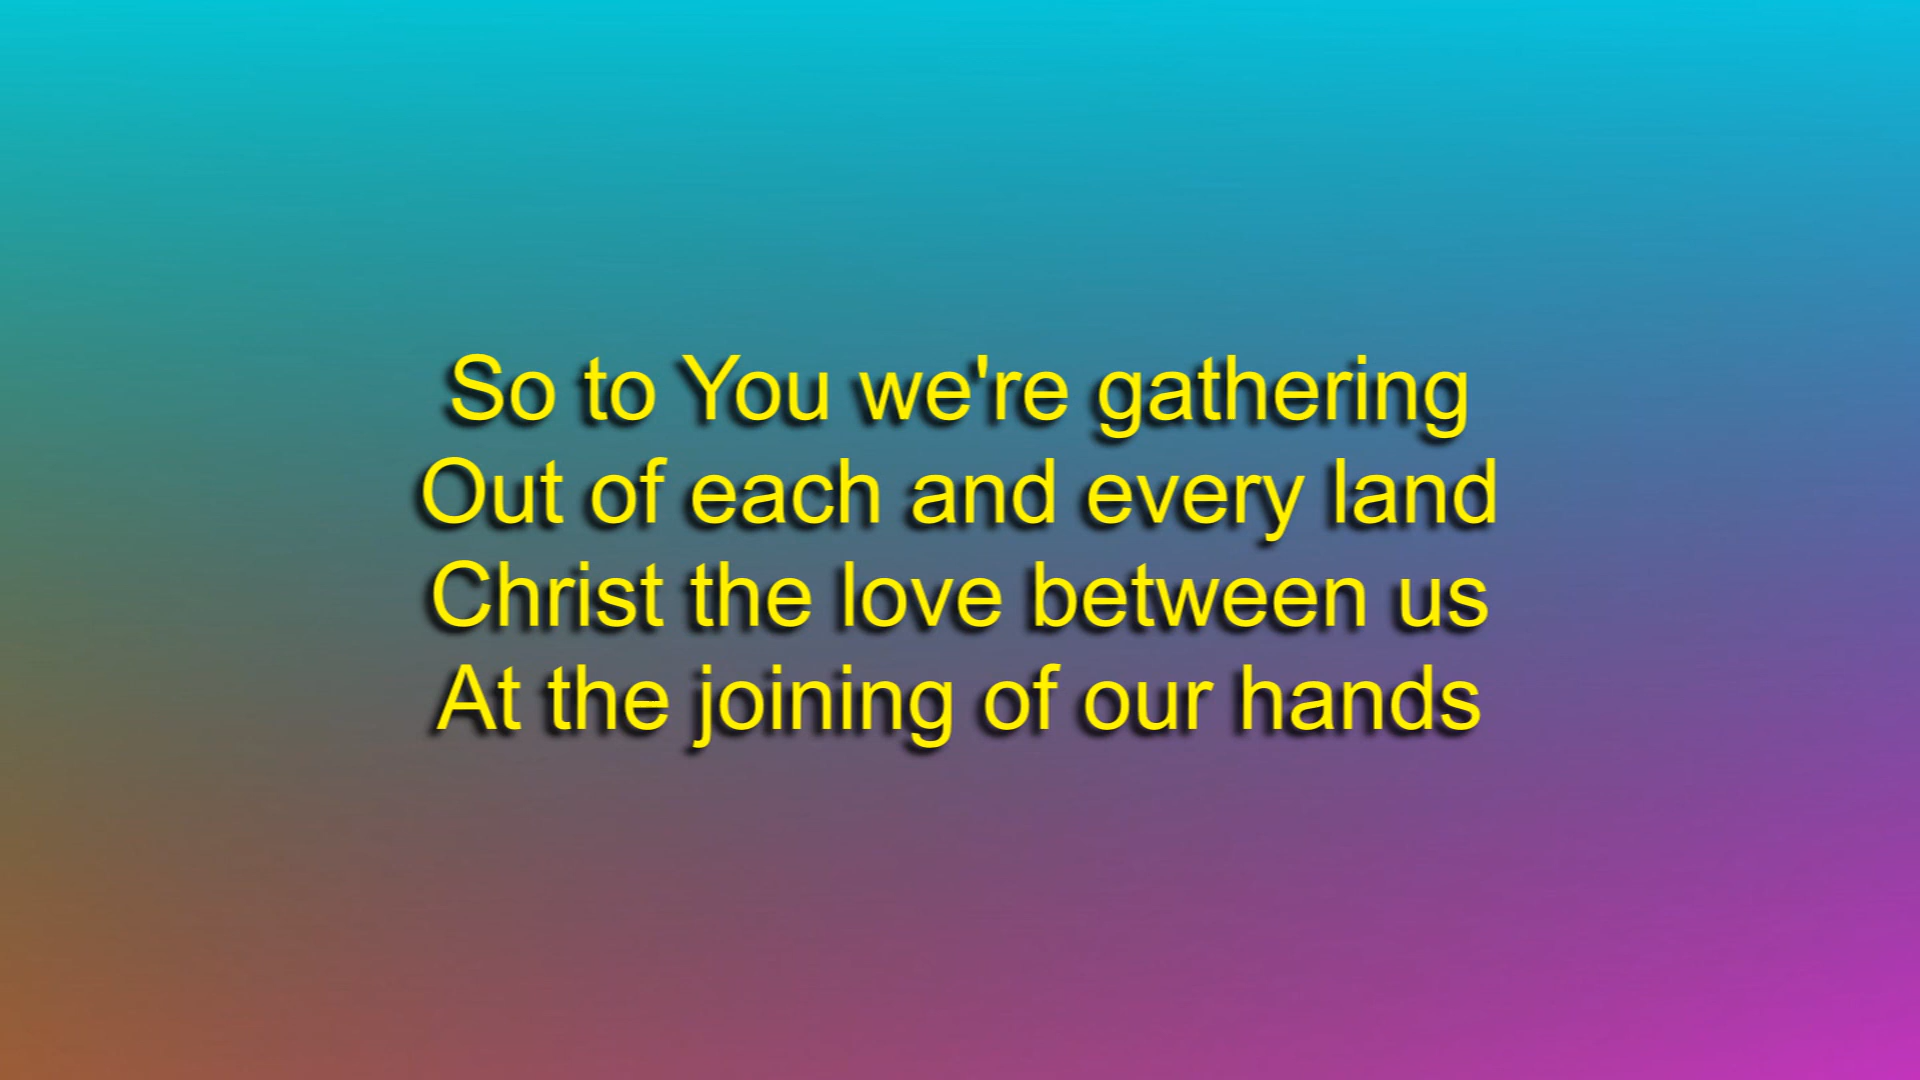 So to You we're gathering
Out of each and every land
Christ the love between us
At the joining of our hands